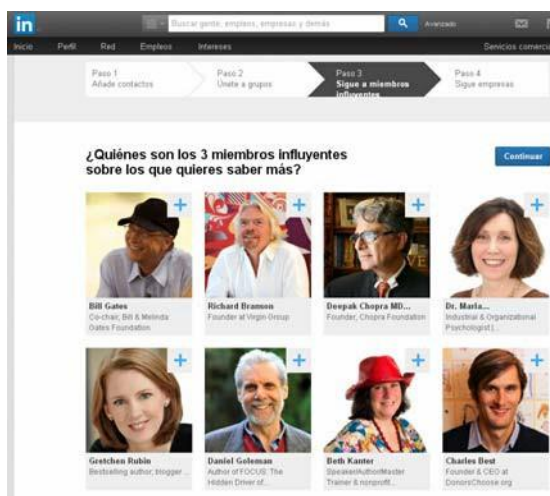 in
Buscar gente, empleos, empresas y demás
Avanzado
Inicio Perfil Red Empleos Intereses
Servicios comercia
Paso 1
Añade contactos
Paso 2
Únete a grupos
Paso 3
Sigue a miembros
influyentes
Paso 4
Sigue empresas
¿Quiénes son los 3 miembros influyentes
sobre los que quieres saber más?
Continuar
Bill Gates
Co-chair, Bill & Melinda
Gates Foundation
Richard Branson
Founder at Virgin Group
Deepak Chopra MD...
Founder, Chopra Foundation
Dr. Marla...
Industrial & Organizational
Psychologist |...
Gretchen Rubin
Bestselling author; blogger ...
Daniel Goleman
Author of FOCUS: The
Hidden Driver of...
Beth Kanter
Speaker/Author/Master
Trainer & nonprofit...
Charles Best
Founder & CEO at
DonorsChoose.org